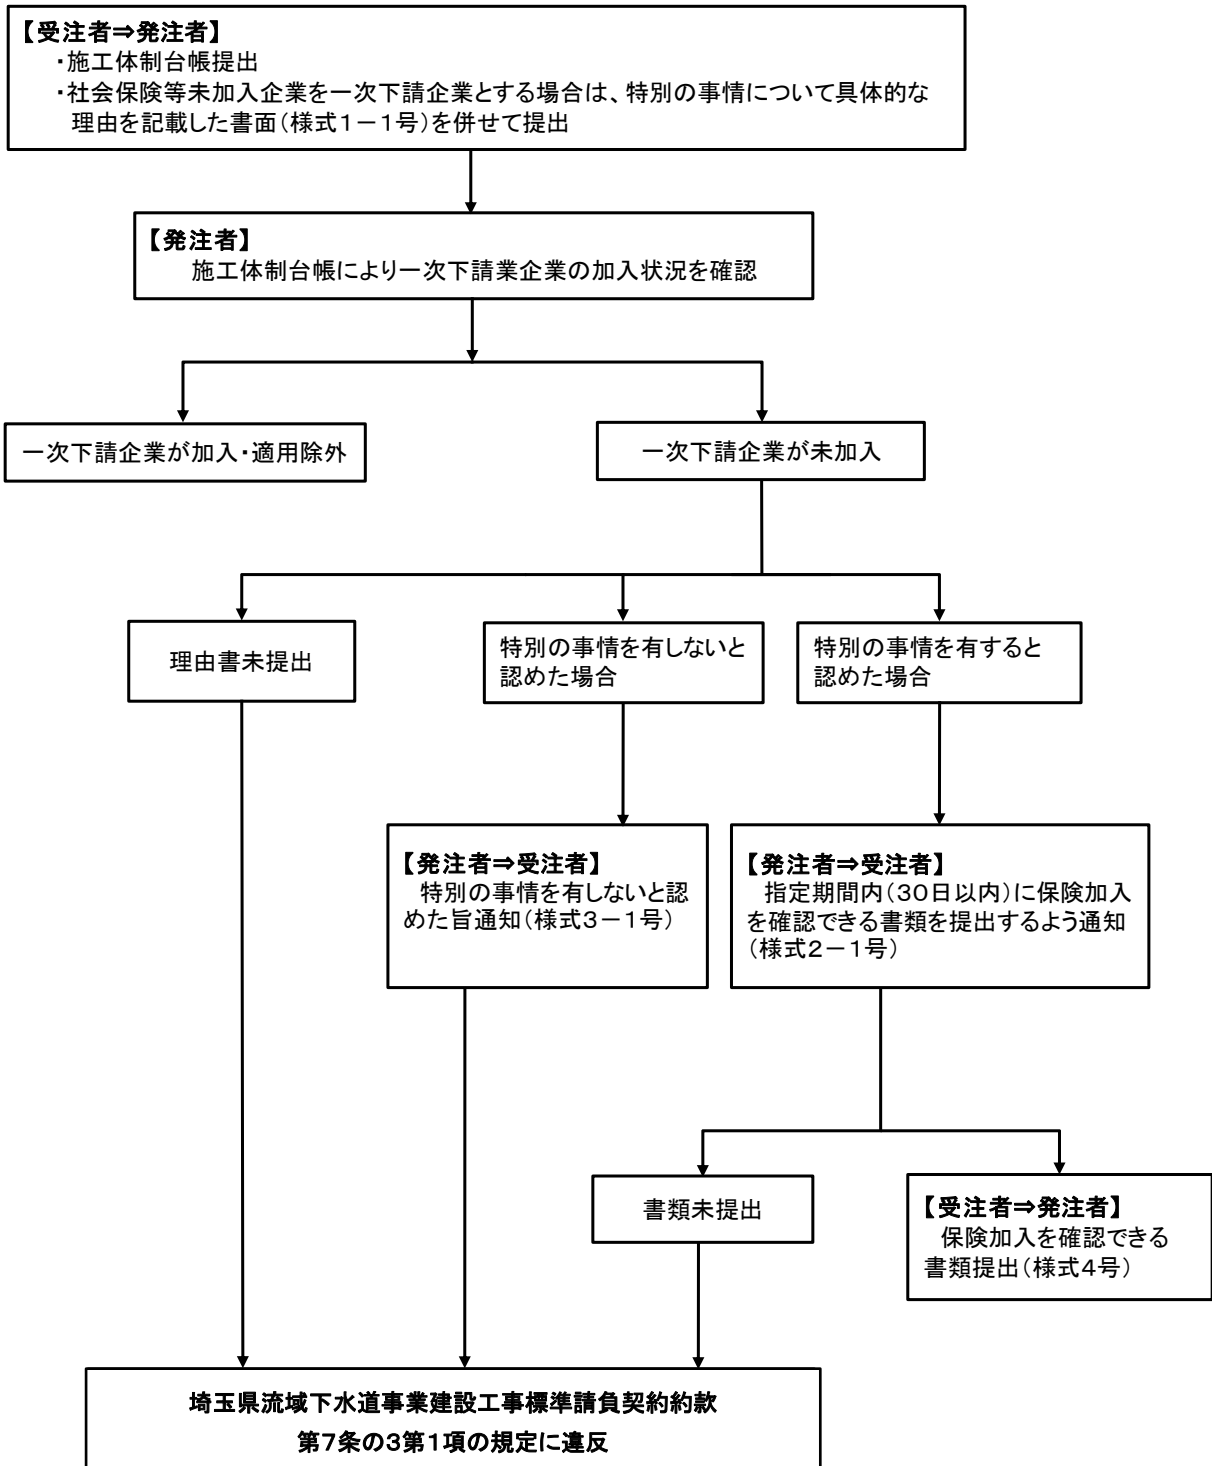 【受注者⇒発注者】
・施工体制台帳提出
・社会保険等未加入企業を一次下請企業とする場合は、特別の事情について具体的な
理由を記載した書面（様式１－１号）を併せて提出
【発注者】
施工体制台帳により一次下請業企業の加入状況を確認
一次下請企業が加入・適用除外
一次下請企業が未加入
理由書未提出
特別の事情を有しないと
認めた場合
特別の事情を有すると
認めた場合
【発注者⇒受注者】
特別の事情を有しないと認
めた旨通知（様式３－１号）
【発注者⇒受注者】
指定期間内（３０日以内）に保険加入
を確認できる書類を提出するよう通知
（様式２－１号）
書類未提出
【受注者⇒発注者】
保険加入を確認できる
書類提出（様式４号）
埼玉県流域下水道事業建設工事標準請負契約約款
第７条の３第１項の規定に違反